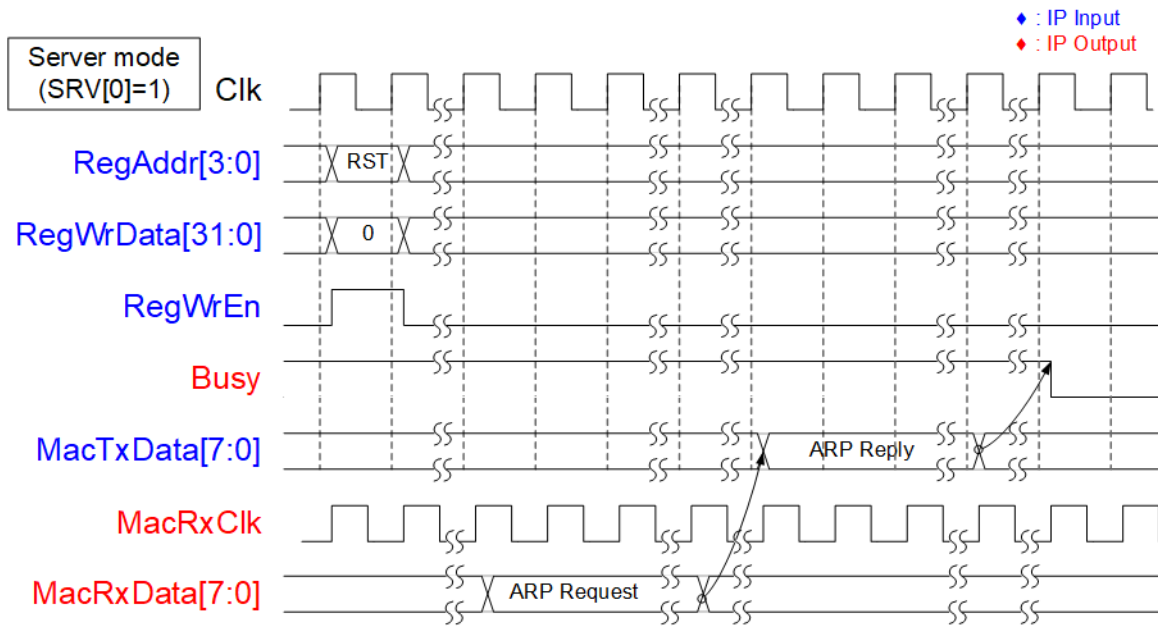 ♦ : IP Input
♦ : IP Output
Server mode
(SRV[0]=1)
Clk
RegAddr[3:0]
RST
RegWrData[31:0]
0
RegWrEn
Busy
MacTxData[7:0]
ARP Reply
MacRxClk
MacRxData[7:0]
ARP Request